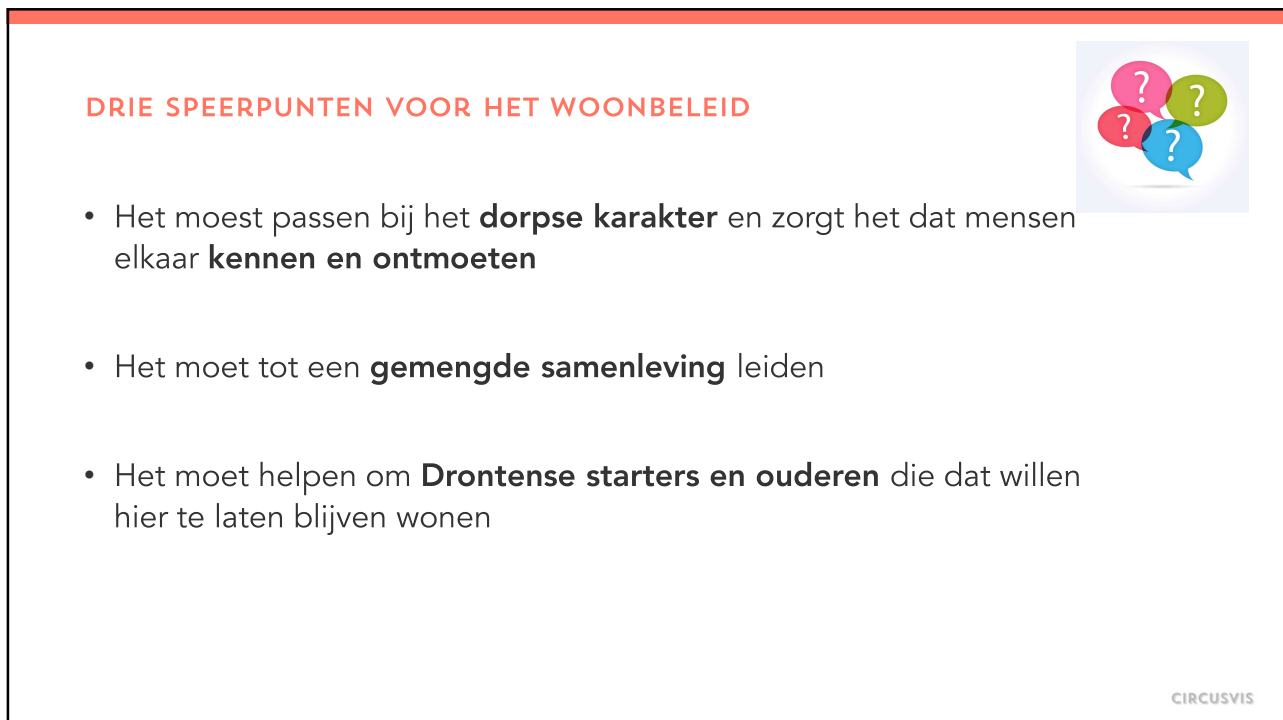 DRIE SPEERPUNTEN VOOR HET WOONBELEID
? ?
? ?
• Het moest passen bij het dorpse karakter en zorgt het dat mensen
elkaar kennen en ontmoeten
• Het moet tot een gemengde samenleving leiden
• Het moet helpen om Drontense starters en ouderen die dat willen
hier te laten blijven wonen
CIRCUSVIS